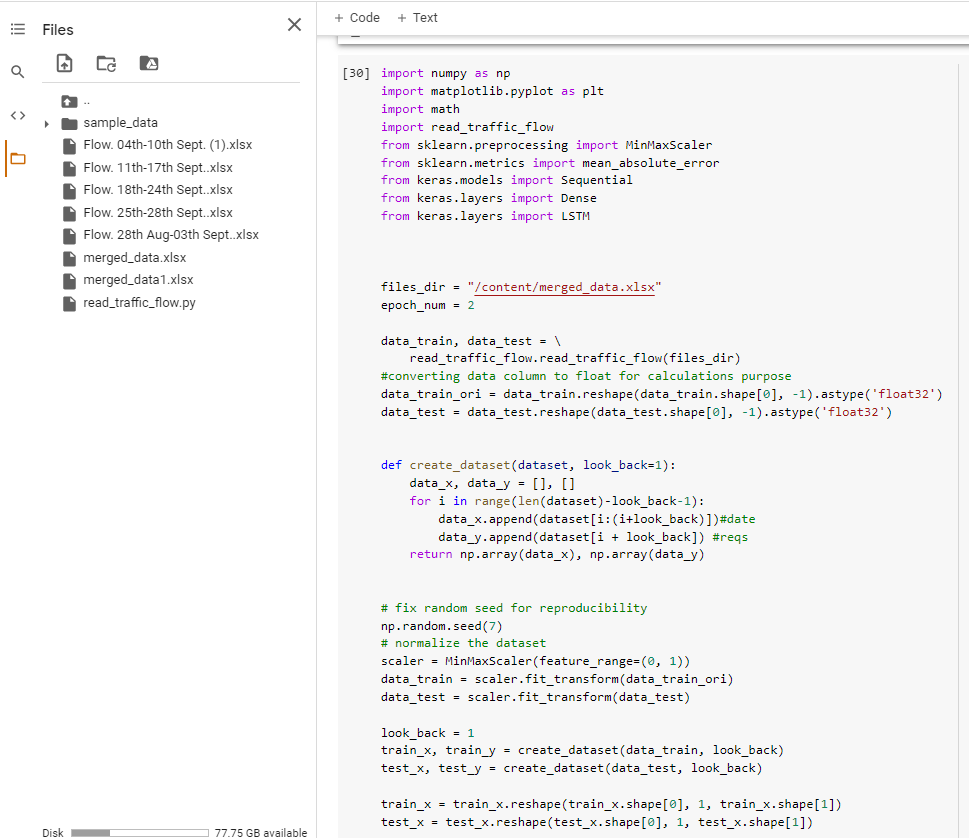 Files
..
sample_data
Flow. 04th-10th Sept. (1).xlsx
Flow. 11th-17th Sept..xlsx
Flow. 18th-24th Sept..xlsx
Flow. 25th-28th Sept..xlsx
Flow. 28th Aug-03th Sept..xlsx
merged_data.xlsx
merged_data1.xlsx
read_traffic_flow.py
Disk 77.75 GB available
+ Code + Text
[30] import numpy as np
import matplotlib.pyplot as plt
import math
import read_traffic_flow
from sklearn.preprocessing import MinMaxScaler
from sklearn.metrics import mean_absolute_error
from keras.models import Sequential
from keras.layers import Dense
from keras.layers import LSTM
files_dir = "/content/merged_data.xlsx"
epoch_num = 2
data_train, data_test = \
read_traffic_flow.read_traffic_flow(files_dir)
#converting data column to float for calculations purpose
data_train_ori = data_train.reshape(data_train.shape[0], -1).astype('float32')
data_test = data_test.reshape(data_test.shape[0], -1).astype('float32')
def create_dataset(dataset, look_back=1):
data_x, data_y = [], []
for i in range(len(dataset)-look_back-1):
data_x.append(dataset[i:(i+look_back)])#date
data_y.append(dataset[i + look_back]) #reqs
return np.array(data_x), np.array(data_y)
# fix random seed for reproducibility
np.random.seed(7)
# normalize the dataset
scaler = MinMaxScaler(feature_range=(0, 1))
data_train = scaler.fit_transform(data_train_ori)
data_test = scaler.fit_transform(data_test)
look_back = 1
train_x, train_y = create_dataset(data_train, look_back)
test_x, test_y = create_dataset(data_test, look_back)
train_x = train_x.reshape(train_x.shape[0], 1, train_x.shape[1])
test_x = test_x.reshape(test_x.shape[0], 1, test_x.shape[1])